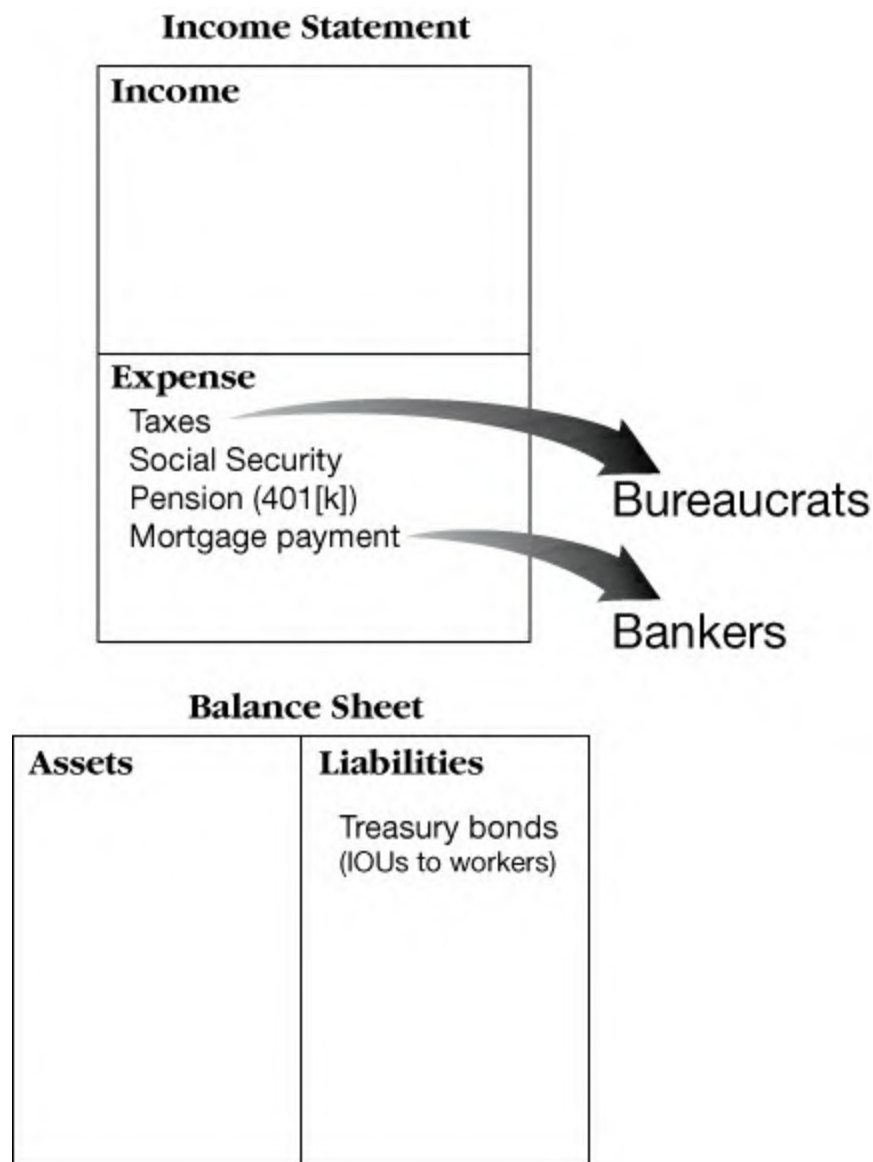 Income Statement
Income
Expense
Taxes
Social Security
Pension (401[k])
Mortgage payment
Bureaucrats
Bankers
Balance Sheet
Assets
Liabilities
Treasury bonds
(IOUs to workers)